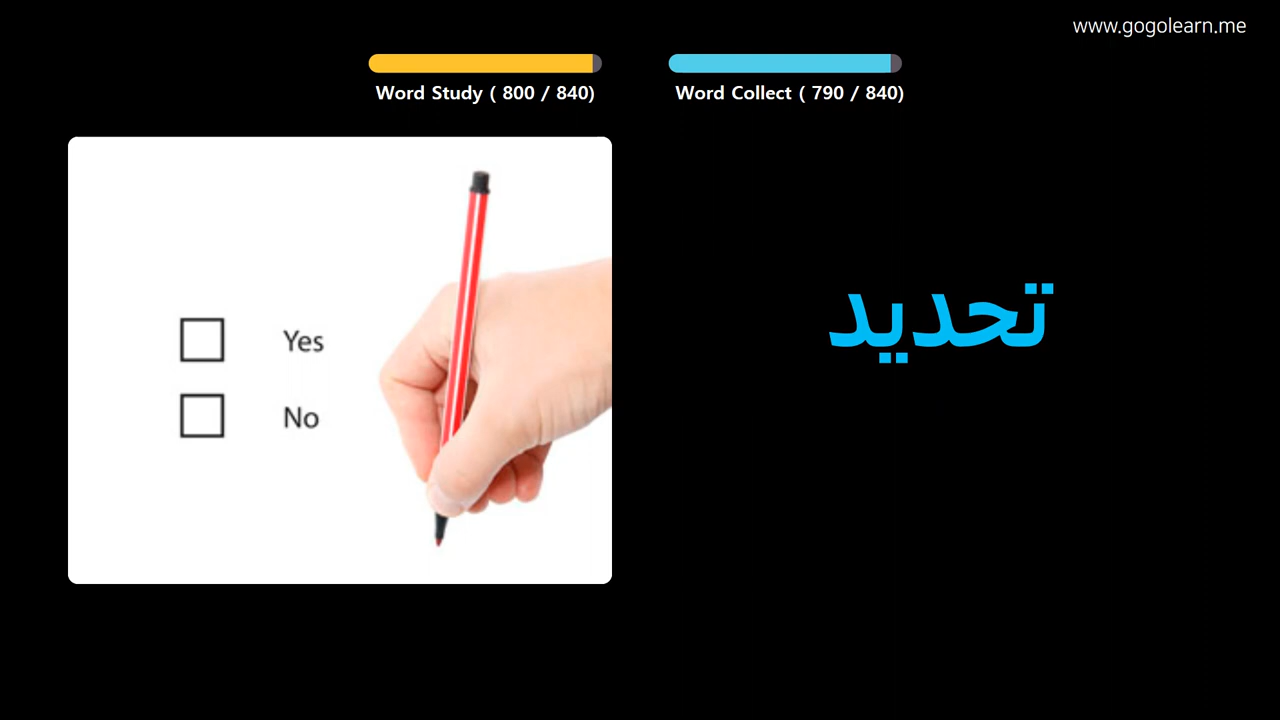 www.gogolearn.me
Word Study ( 800 / 840)
Word Collect ( 790 / 840)
Yes
No
تحديد